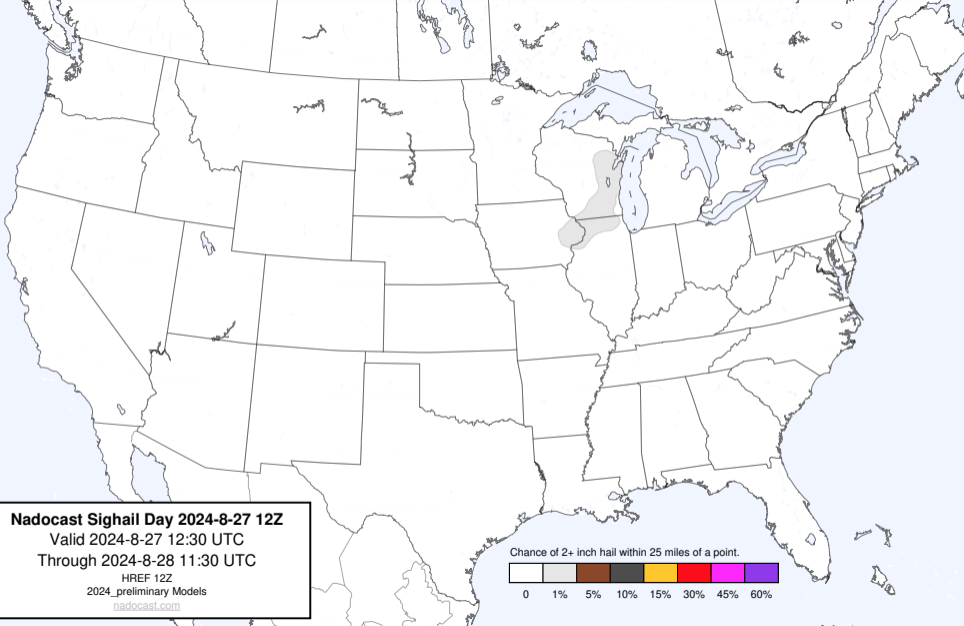 Nadocast Sighail Day 2024-8-27 12Z
Valid 2024-8-27 12:30 UTC
Through 2024-8-28 11:30 UTC
HREF 12Z
2024_preliminary Models
nadocast.com
Chance of 2+ inch hail within 25 miles of a point.
0 1% 5% 10% 15% 30% 45% 60%